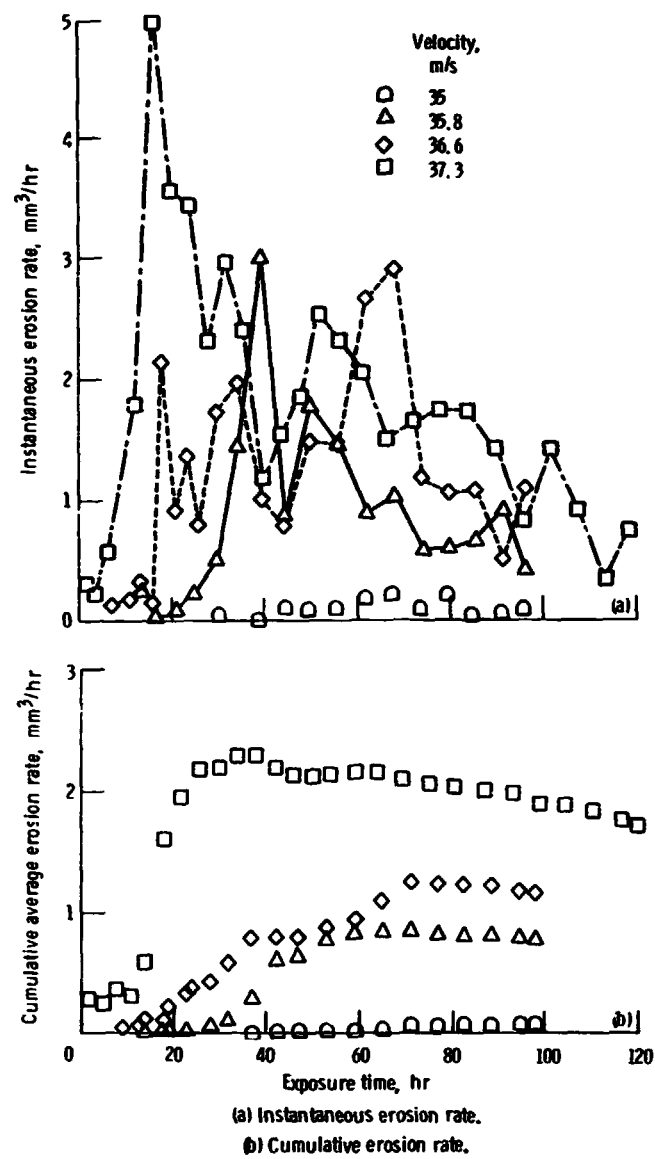 5
4
3
2
1
0
Instantaneous erosion rate, mm³/hr
Velocity,
m/s
35
35.8
36.6
37.3
(a)
3
2
1
Cumulative average erosion rate, mm³/hr
(b)
0 20 40 60 80 100 120
Exposure time, hr
(a) Instantaneous erosion rate.
(b) Cumulative erosion rate.